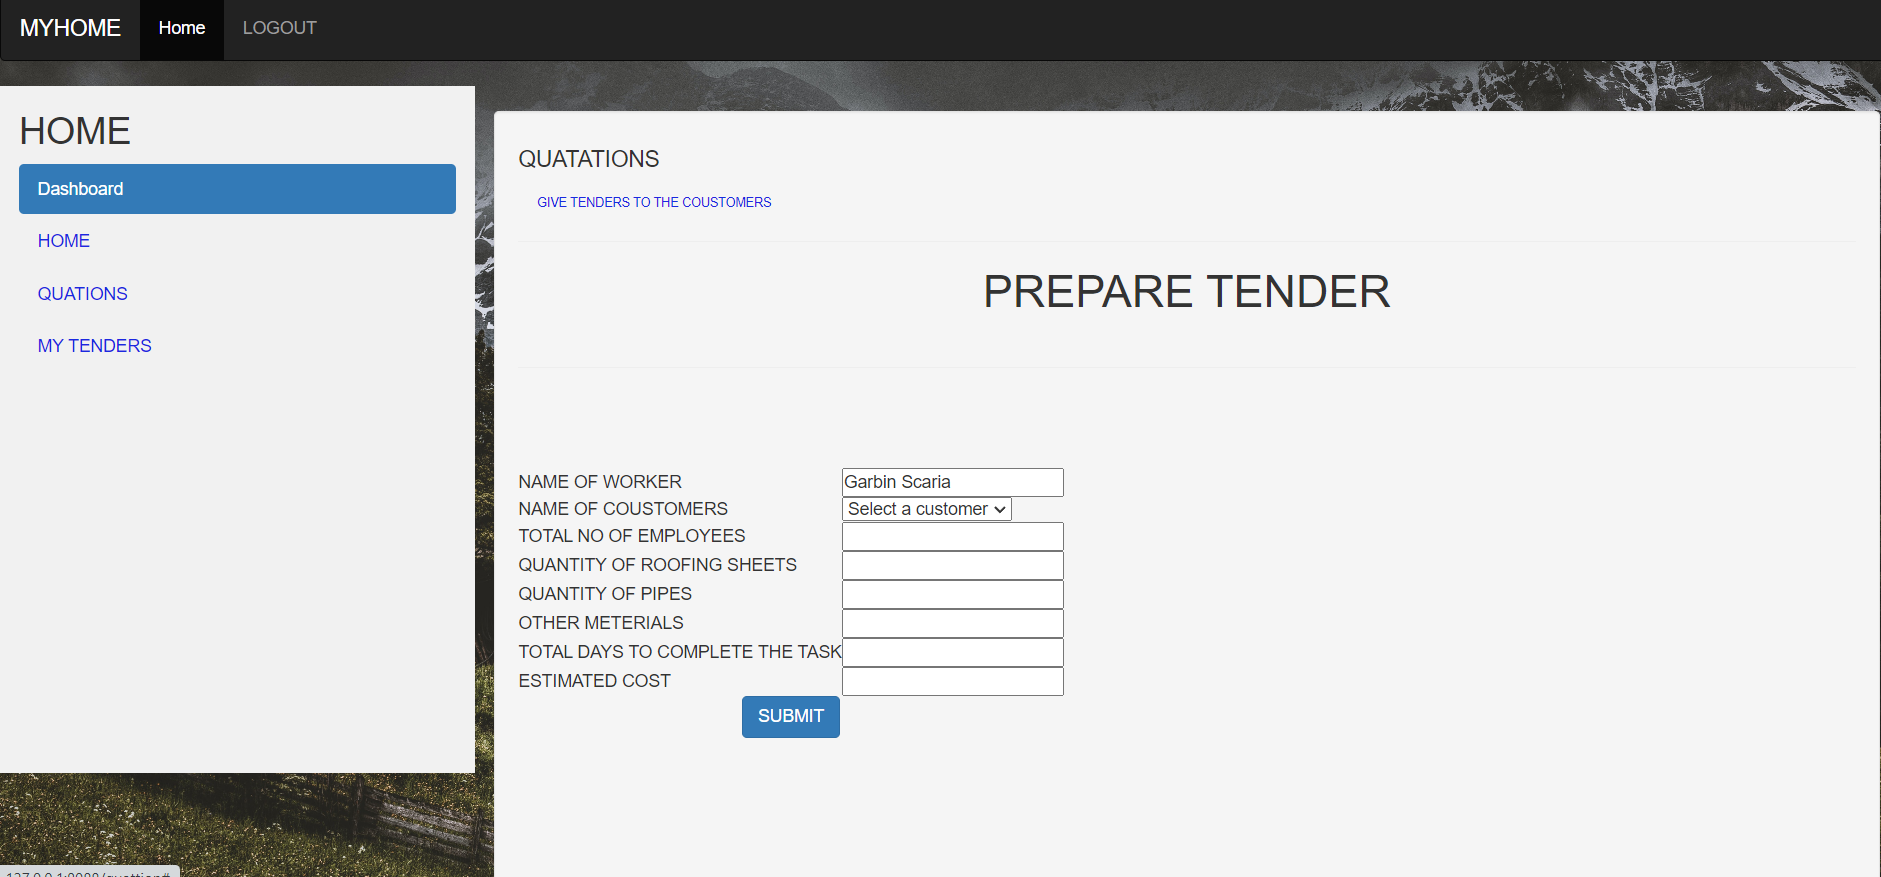 MYHOME Home LOGOUT
HOME
Dashboard
HOME
QUATIONS
MY TENDERS
QUATATIONS
GIVE TENDERS TO THE COUSTOMERS
PREPARE TENDER
NAME OF WORKER Garbin Scaria
NAME OF COUSTOMERS Select a customer
TOTAL NO OF EMPLOYEES
QUANTITY OF ROOFING SHEETS
QUANTITY OF PIPES
OTHER METERIALS
TOTAL DAYS TO COMPLETE THE TASK
ESTIMATED COST
SUBMIT